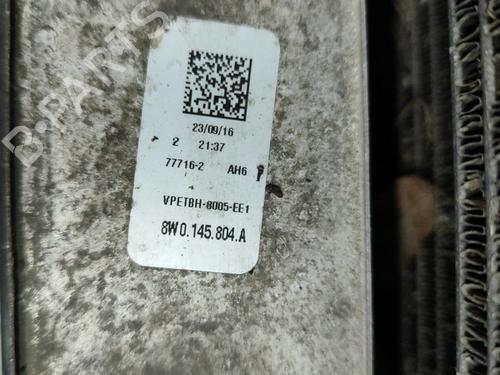 B-PARTS
23/09/16
2 21:37
77716-2 AH6
VPETBH-8005-EE1
8W0.145.804.A